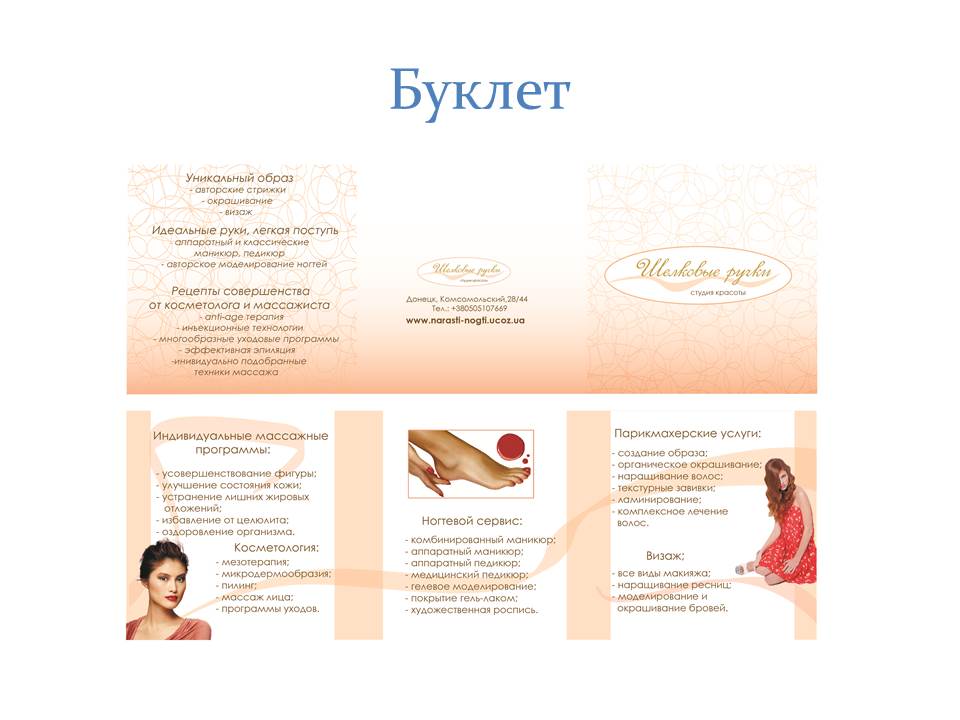 Буклет
Уникальный образ
- авторские стрижки
- окрашивание
- визаж
Идеальные руки, легкая поступь
- аппаратный и классические
маникюр, педикюр
- авторское моделирование ногтей
Рецепты совершенства
от косметолога и массажиста
- anti-age терапия
- инъекционные технологии
- многообразные уходовые программы
- эффективная эпиляция
-инивидуально подобранные
техники массажа
Шелковые ручки
студия красоты
Донецк, Комсомольский,28/44
Тел.: +380505107669
www.narasti-nogti.ucoz.ua
Шелковые ручки
студия красоты
Индивидуальные массажные
программы:
- усовершенствование фигуры;
- улучшение состояния кожи;
- устранение лишних жировых
отложений;
- избавление от целюлита;
- оздоровление организма.
Косметология:
- мезотерапия;
- микродермообразия;
- пилинг;
- массаж лица;
- программы уходов.
Ногтевой сервис:
- комбинированный маникюр;
- аппаратный маникюр;
- аппаратный педикюр;
- медицинский педикюр;
- гелевое моделирование;
- покрытие гель-лаком;
- художественная роспись.
Парикмахерские услуги:
- создание образа;
- органическое окрашивание;
- наращивание волос;
- текстурные завивки;
- ламинирование;
- комплексное лечение
волос.
Визаж;
- все виды макияжа;
- наращивание ресниц;
- моделирование и
окрашивание бровей.